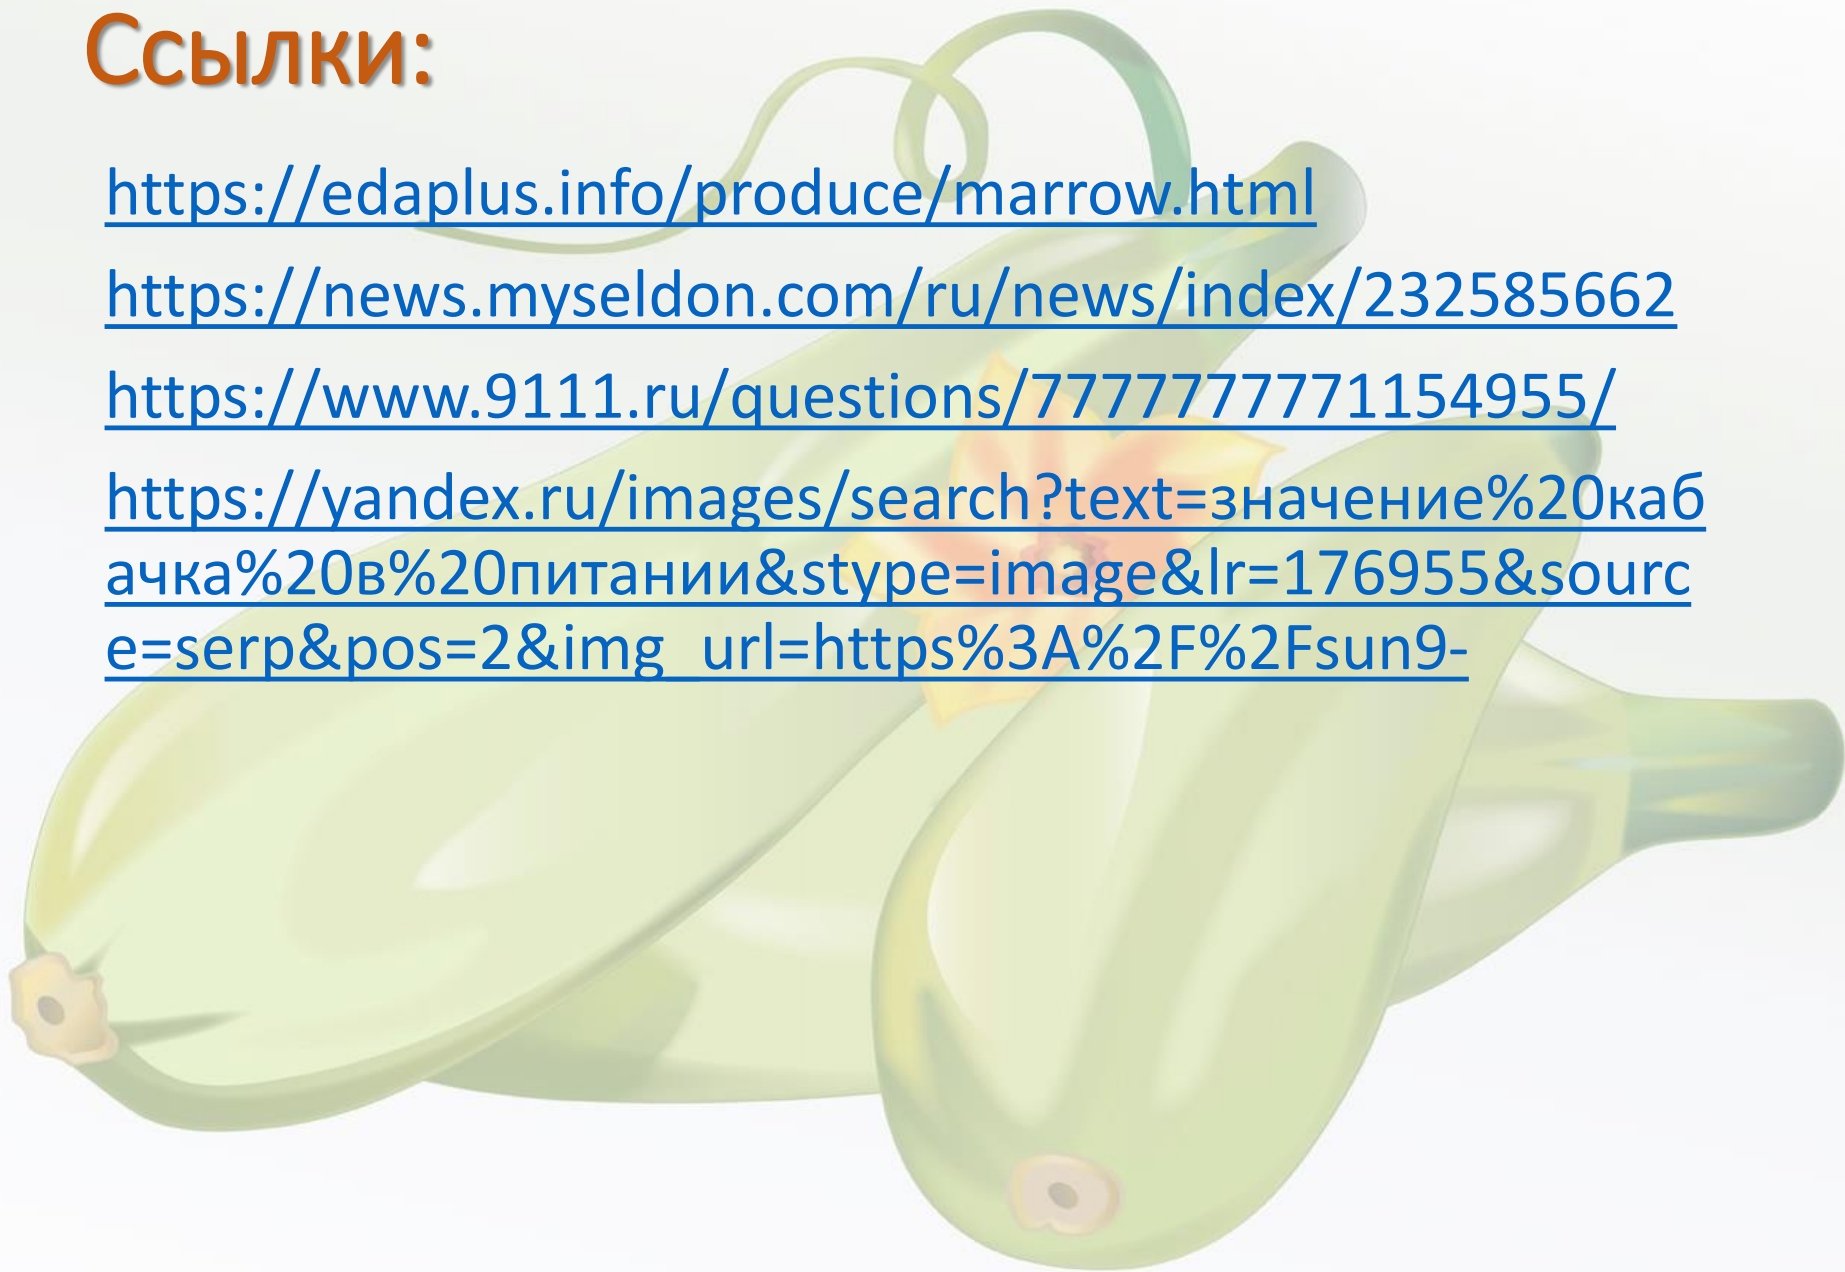 Ссылки:
https://edaplus.info/produce/marrow.html
https://news.myseldon.com/ru/news/index/232585662
https://www.9111.ru/questions/7777777771154955/
https://yandex.ru/images/search?text=значение%20каб
ачка%20в%20питании&stype=image&lr=176955&sourc
e=serp&pos=2&img_url=https%3A%2F%2Fsun9-